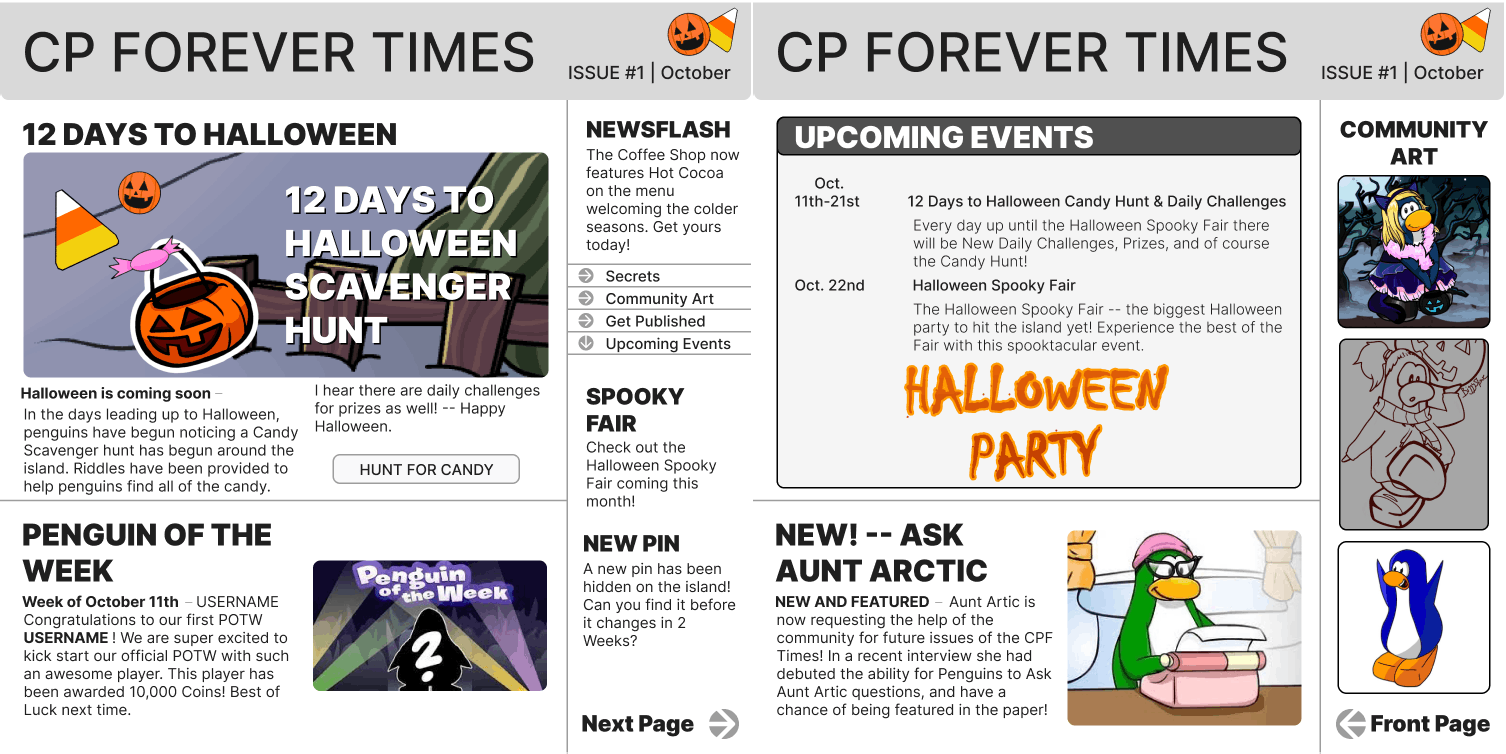 CP FOREVER TIMES
ISSUE #1 | October
12 DAYS TO HALLOWEEN
12 DAYS TO
HALLOWEEN
SCAVENGER
HUNT
Halloween is coming soon –
In the days leading up to Halloween,
penguins have begun noticing a Candy
Scavenger hunt has begun around the
island. Riddles have been provided to
help penguins find all of the candy.
I hear there are daily challenges
for prizes as well! -- Happy
Halloween.
HUNT FOR CANDY
PENGUIN OF THE
WEEK
Week of October 11th – USERNAME
Congratulations to our first POTW
USERNAME ! We are super excited to
kick start our official POTW with such
an awesome player. This player has
been awarded 10,000 Coins! Best of
Luck next time.
Penguin
of the Week
?
NEWSFLASH
The Coffee Shop now
features Hot Cocoa
on the menu
welcoming the colder
seasons. Get yours
today!
Secrets
Community Art
Get Published
Upcoming Events
SPOOKY
FAIR
Check out the
Halloween Spooky
Fair coming this
month!
NEW PIN
A new pin has been
hidden on the island!
Can you find it before
it changes in 2
Weeks?
Next Page
CP FOREVER TIMES
ISSUE #1 | October
UPCOMING EVENTS
Oct.
11th-21st
12 Days to Halloween Candy Hunt & Daily Challenges
Every day up until the Halloween Spooky Fair there
will be New Daily Challenges, Prizes, and of course
the Candy Hunt!
Oct. 22nd
Halloween Spooky Fair
The Halloween Spooky Fair -- the biggest Halloween
party to hit the island yet! Experience the best of the
Fair with this spooktacular event.
HALLOWEEN
PARTY
NEW! -- ASK
AUNT ARCTIC
NEW AND FEATURED – Aunt Artic is
now requesting the help of the
community for future issues of the CPF
Times! In a recent interview she had
debuted the ability for Penguins to Ask
Aunt Artic questions, and have a
chance of being featured in the paper!
COMMUNITY
ART
Front Page